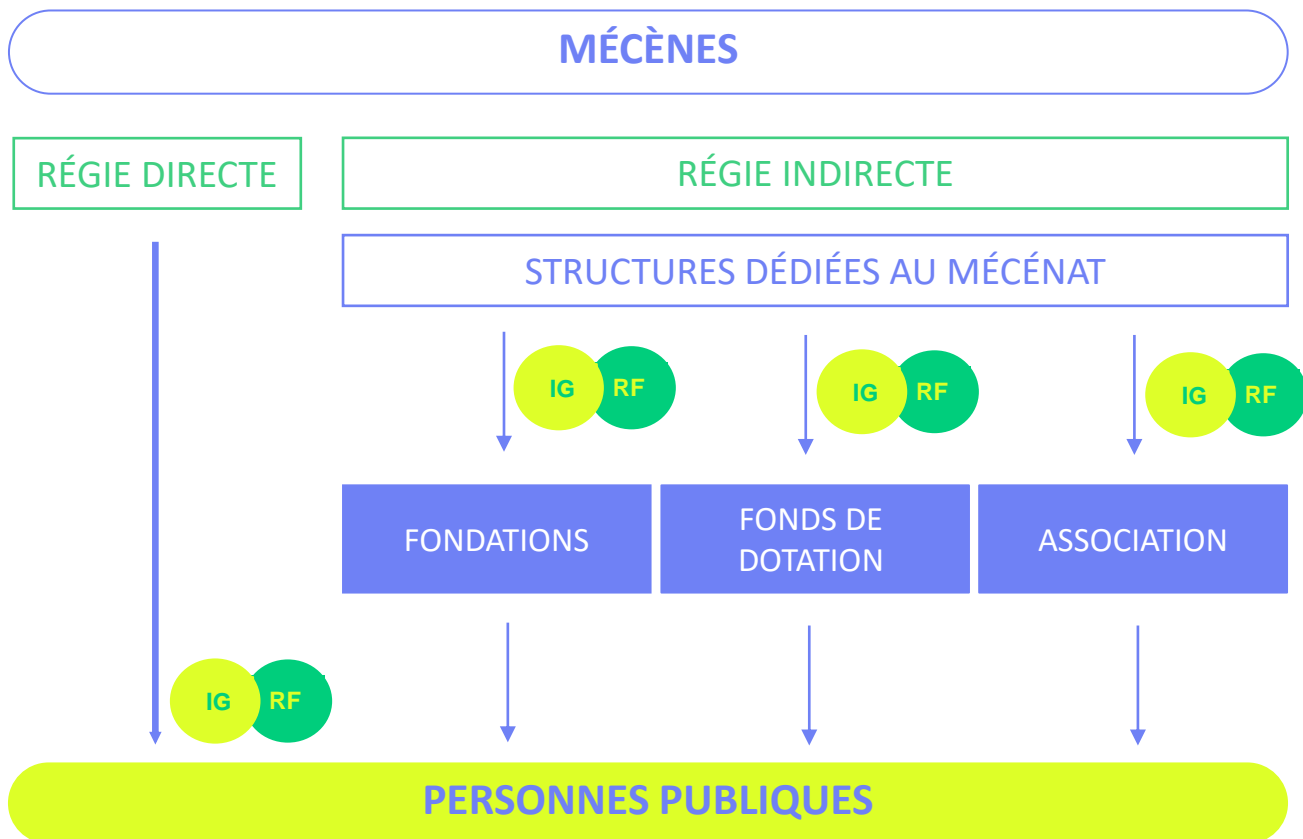 MÉCÈNES
RÉGIE DIRECTE
RÉGIE INDIRECTE
STRUCTURES DÉDIÉES AU MÉCÉNAT
IG RF
IG RF
IG RF
FONDATIONS
FONDS DE
DOTATION
ASSOCIATION
IG RF
PERSONNES PUBLIQUES